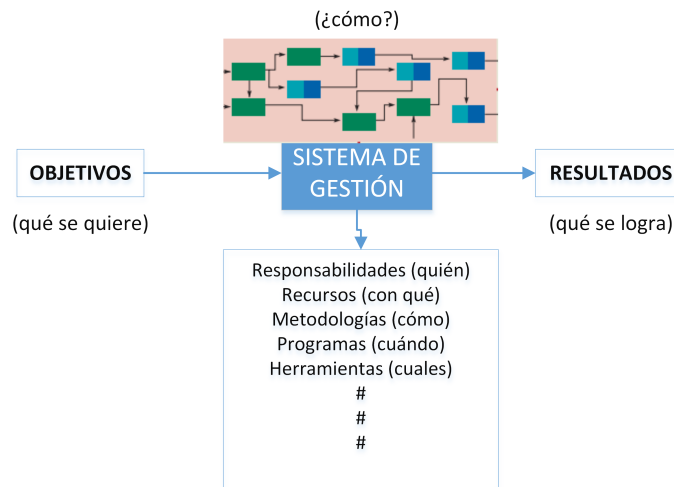 (¿cómo?)
SISTEMA DE
GESTIÓN
OBJETIVOS
(qué se quiere)
RESULTADOS
(qué se logra)
Responsabilidades (quién)
Recursos (con qué)
Metodologías (cómo)
Programas (cuándo)
Herramientas (cuales)
#
#
#